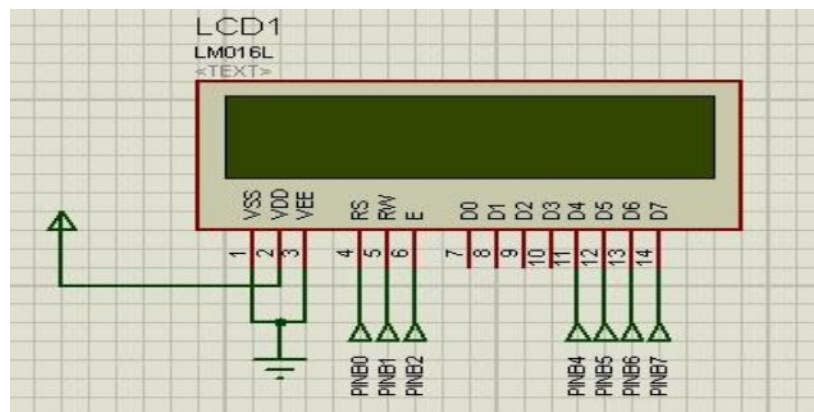 LCD1
LM016L
<TEXT>
VSS VDD VEE RS RW E D0 D1 D2 D3 D4 D5 D6 D7
1 2 3 4 5 6 7 8 9 10 11 12 13 14
PINB0 PINB1 PINB2 PINB4 PINB5 PINB6 PINB7